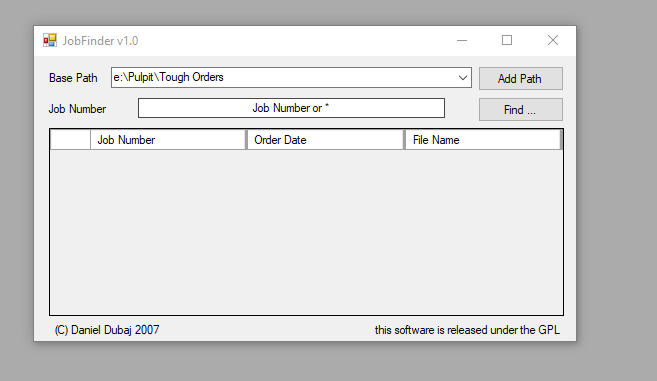 JobFinder v1.0
Base Path e:\Pulpit\Tough Orders Add Path
Job Number Job Number or * Find ...
Job Number Order Date File Name
(C) Daniel Dubaj 2007 this software is released under the GPL